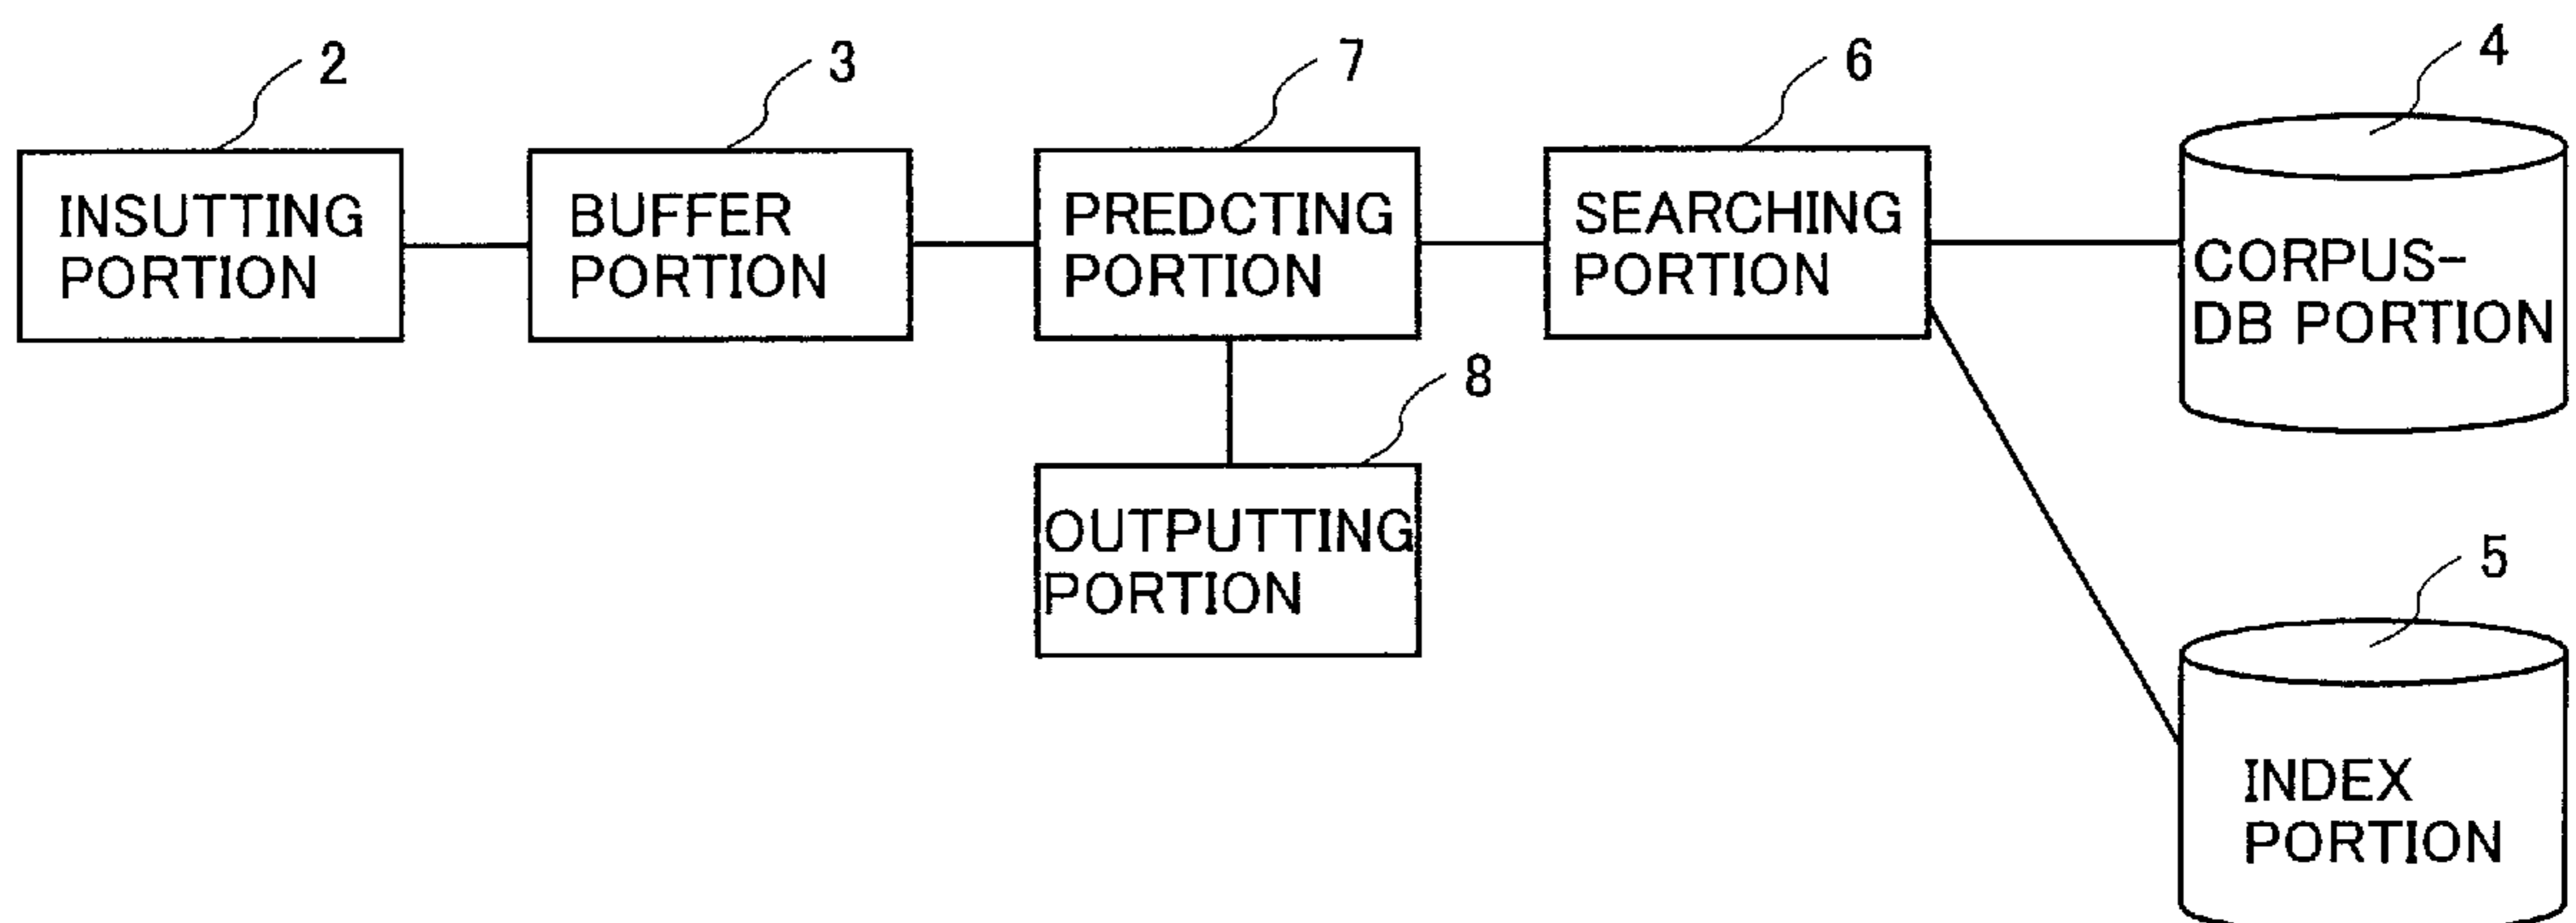 2
3
7
6
4
INSUTTING
PORTION
BUFFER
PORTION
PREDCTING
PORTION
SEARCHING
PORTION
CORPUS-
DB PORTION
8
OUTPUTTING
PORTION
5
INDEX
PORTION